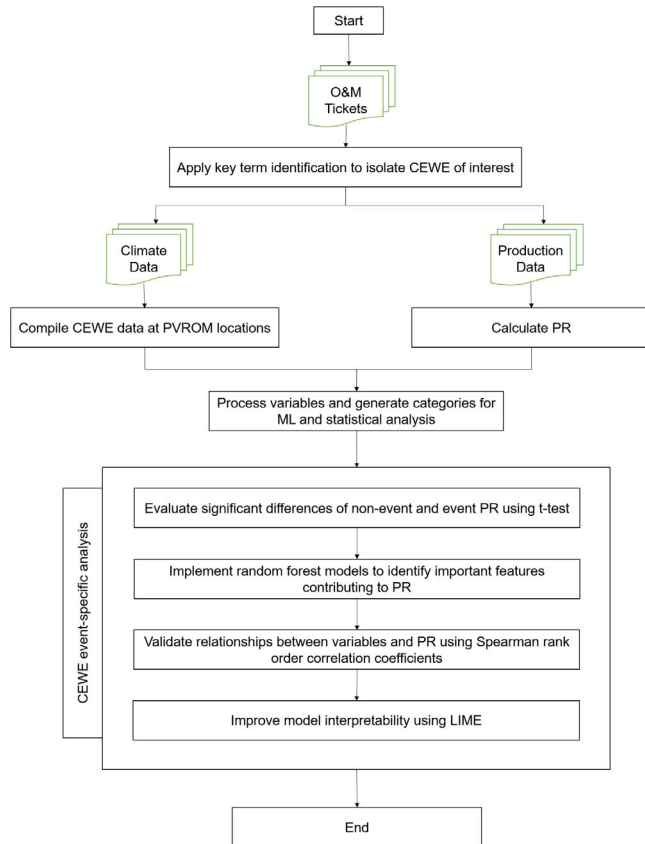 Start
O&M
Tickets
Apply key term identification to isolate CEWE of interest
Climate
Data
Production
Data
Compile CEWE data at PVROM locations
Calculate PR
Process variables and generate categories for
ML and statistical analysis
CEWE event-specific analysis
Evaluate significant differences of non-event and event PR using t-test
Implement random forest models to identify important features
contributing to PR
Validate relationships between variables and PR using Spearman rank
order correlation coefficients
Improve model interpretability using LIME
End